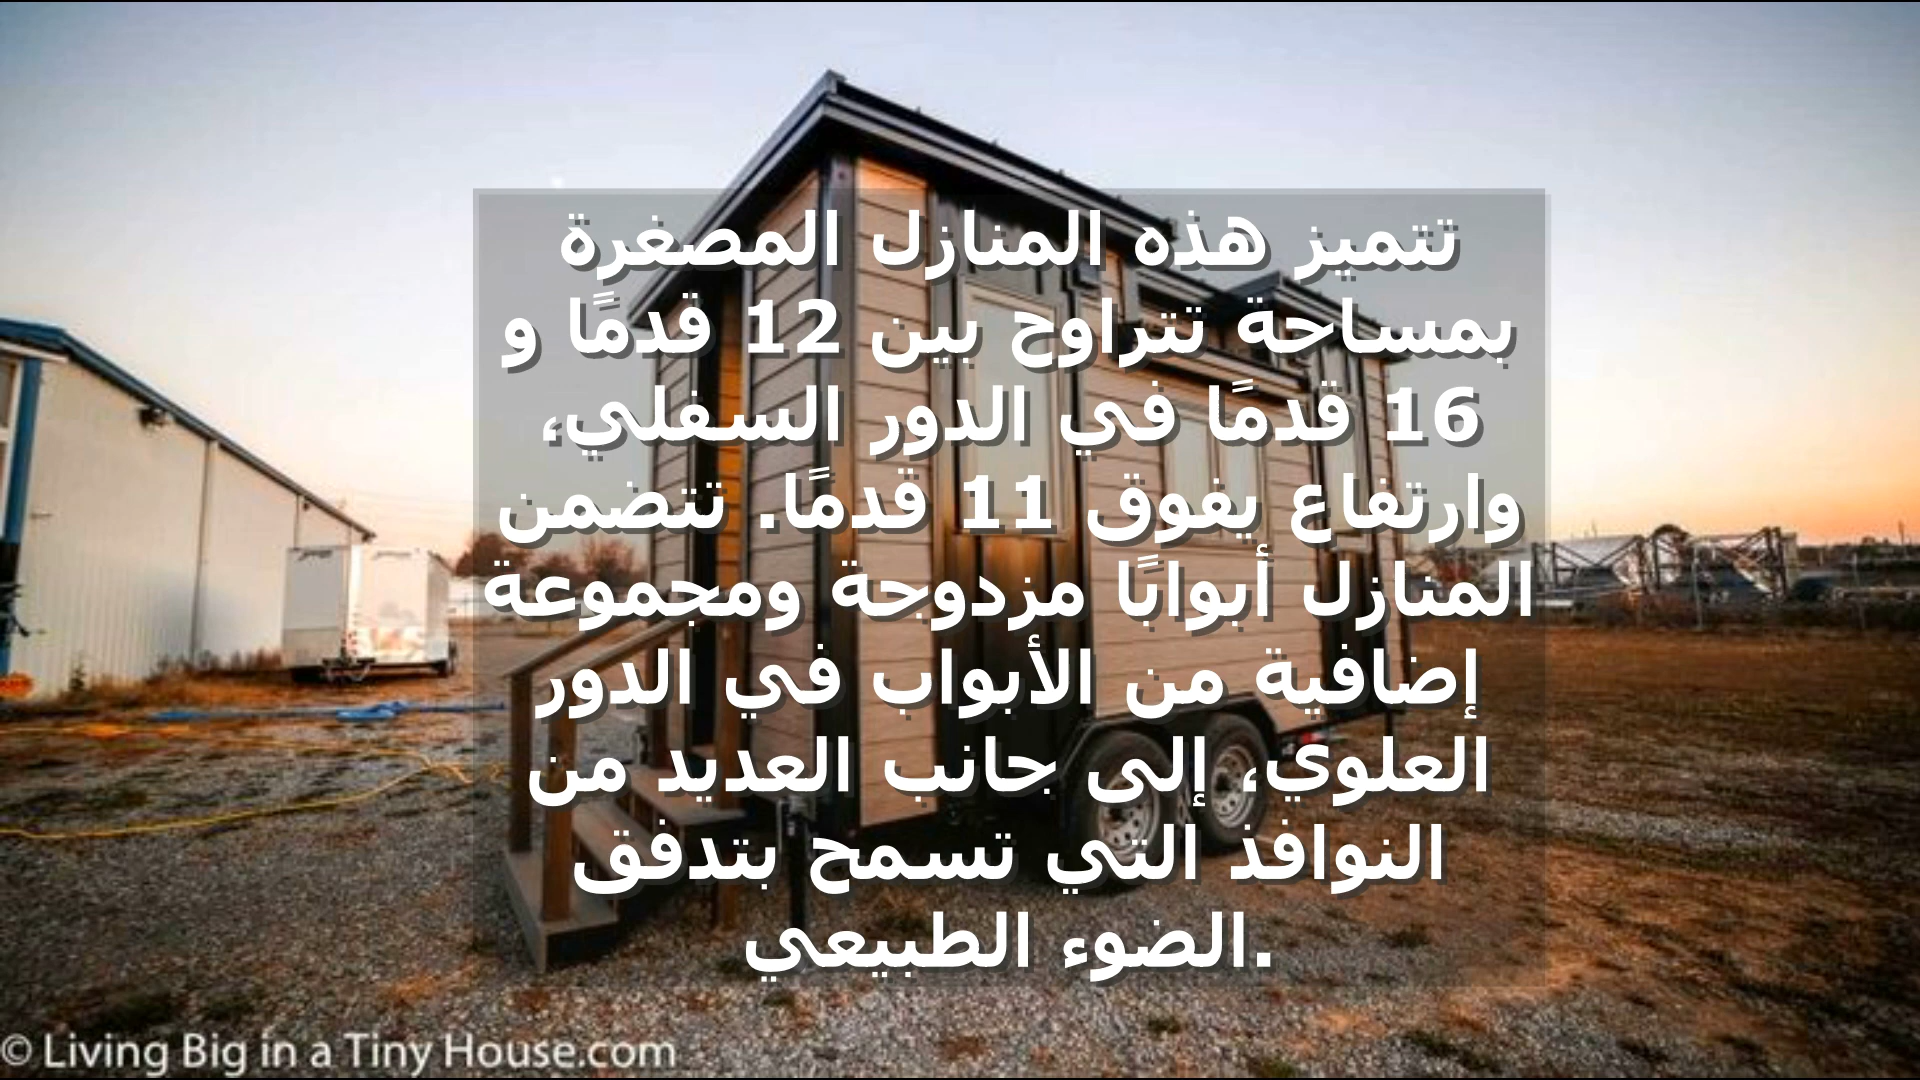 تتميز هذه المنازل المصغرة
بمساحة تتراوح بين 12 قدمًا و
16 قدمًا في الدور السفلي،
وارتفاع يفوق 11 قدمًا. تتضمن
المنازل أبوابًا مزدوجة ومجموعة
إضافية من الأبواب في الدور
العلوي، إلى جانب العديد من
النوافذ التي تسمح بتدفق
الضوء الطبيعي.
© Living Big in a Tiny House.com